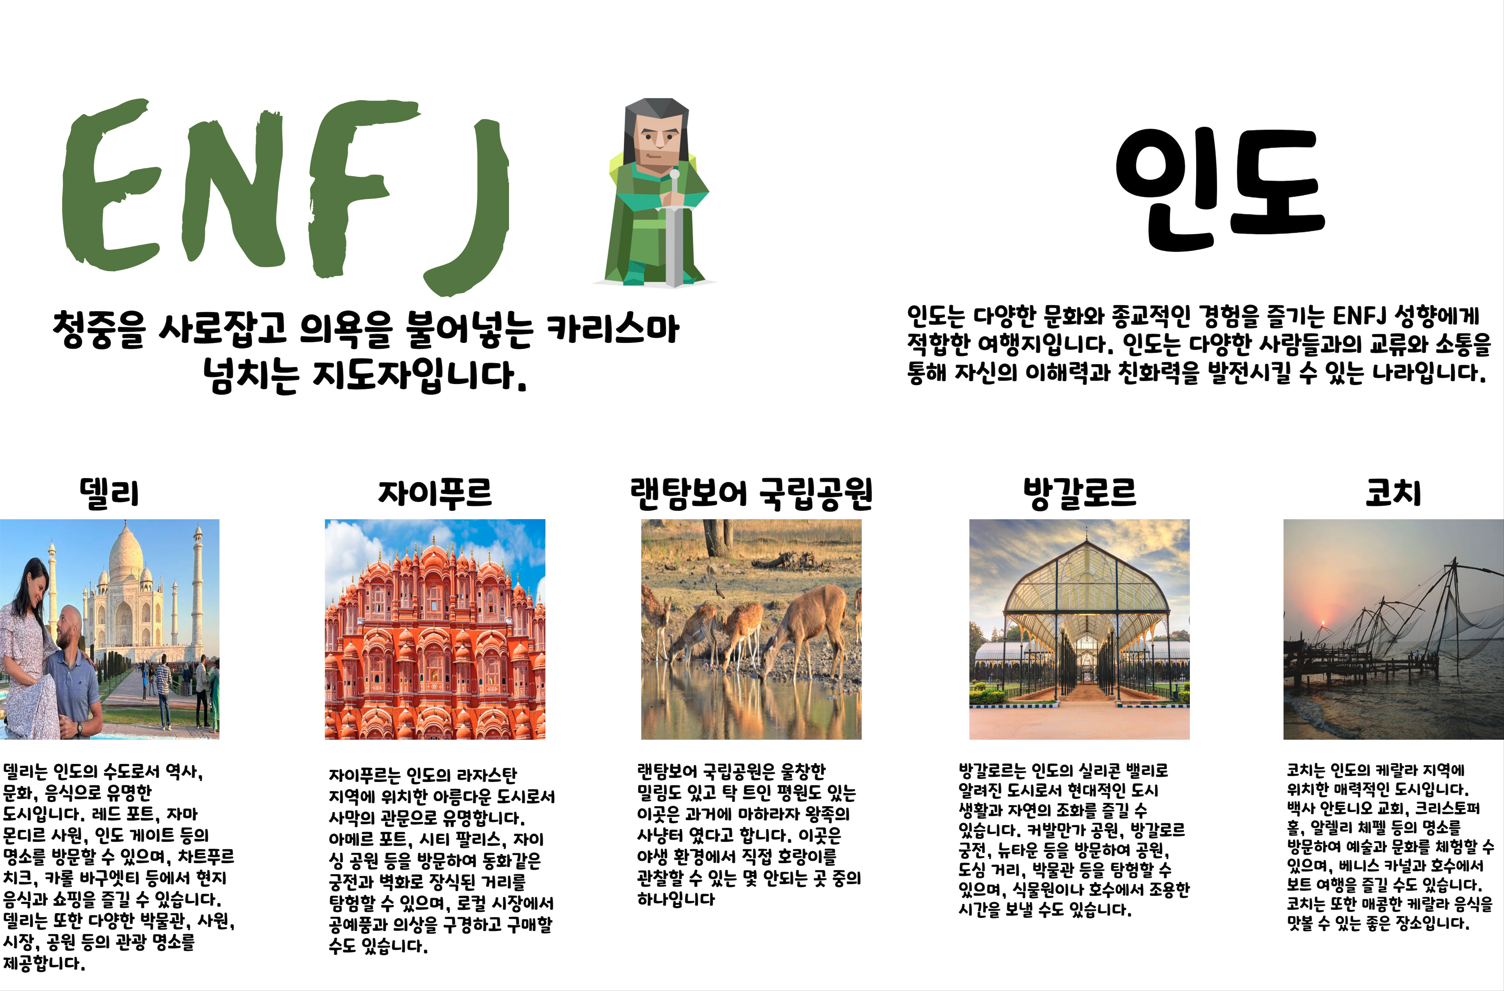 ENFJ
청중을 사로잡고 의욕을 불어넣는 카리스마
넘치는 지도자입니다.
인도
인도는 다양한 문화와 종교적인 경험을 즐기는 ENFJ 성향에게
적합한 여행지입니다. 인도는 다양한 사람들과의 교류와 소통을
통해 자신의 이해력과 친화력을 발전시킬 수 있는 나라입니다.
델리
델리는 인도의 수도로서 역사,
문화, 음식으로 유명한
도시입니다. 레드 포트, 자마
몬디르 사원, 인도 게이트 등의
명소를 방문할 수 있으며, 차트푸르
치크, 카롤 바구엣티 등에서 현지
음식과 쇼핑을 즐길 수 있습니다.
델리는 또한 다양한 박물관, 사원,
시장, 공원 등의 관광 명소를
제공합니다.
자이푸르
자이푸르는 인도의 라자스탄
지역에 위치한 아름다운 도시로서
사막의 관문으로 유명합니다.
아메르 포트, 시티 팔리스, 자이
싱 공원 등을 방문하여 동화같은
궁전과 벽화로 장식된 거리를
탐험할 수 있으며, 로컬 시장에서
공예품과 의상을 구경하고 구매할
수도 있습니다.
랜탐보어 국립공원
랜탐보어 국립공원은 울창한
밀림도 있고 탁 트인 평원도 있는
이곳은 과거에 마하라자 왕족의
사냥터 였다고 합니다. 이곳은
야생 환경에서 직접 호랑이를
관찰할 수 있는 몇 안되는 곳 중의
하나입니다
방갈로르
방갈로르는 인도의 실리콘 밸리로
알려진 도시로서 현대적인 도시
생활과 자연의 조화를 즐길 수
있습니다. 커발만가 공원, 방갈로르
궁전, 뉴타운 등을 방문하여 공원,
도심 거리, 박물관 등을 탐험할 수
있으며, 식물원이나 호수에서 조용한
시간을 보낼 수도 있습니다.
코치
코치는 인도의 케랄라 지역에
위치한 매력적인 도시입니다.
백사 안토니오 교회, 크리스토퍼
홀, 알렐리 체펠 등의 명소를
방문하여 예술과 문화를 체험할 수
있으며, 베니스 카널과 호수에서
보트 여행을 즐길 수도 있습니다.
코치는 또한 매콤한 케랄라 음식을
맛볼 수 있는 좋은 장소입니다.